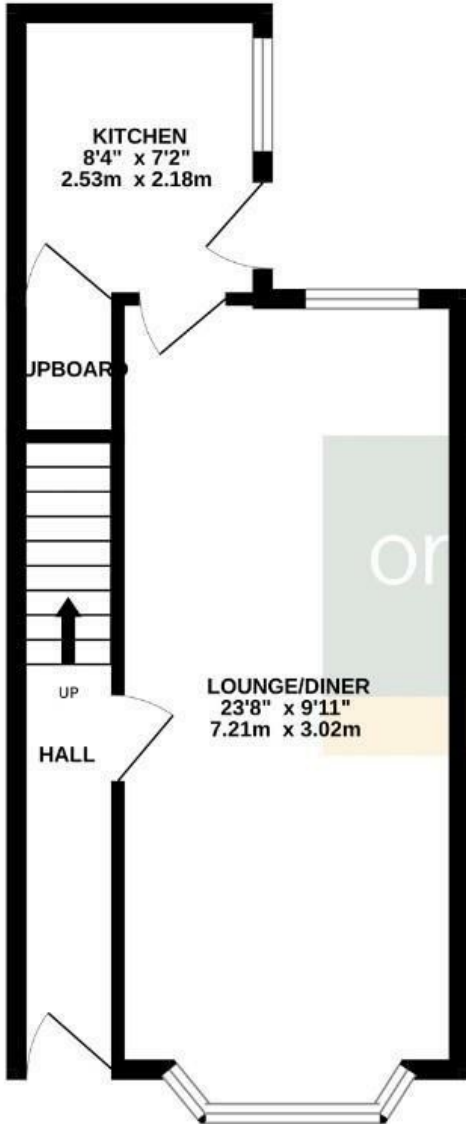 KITCHEN
8'4" x 7'2"
2.53m x 2.18m
UPBOARD
or
UP
LOUNGE/DINER
23'8" x 9'11"
7.21m x 3.02m
HALL